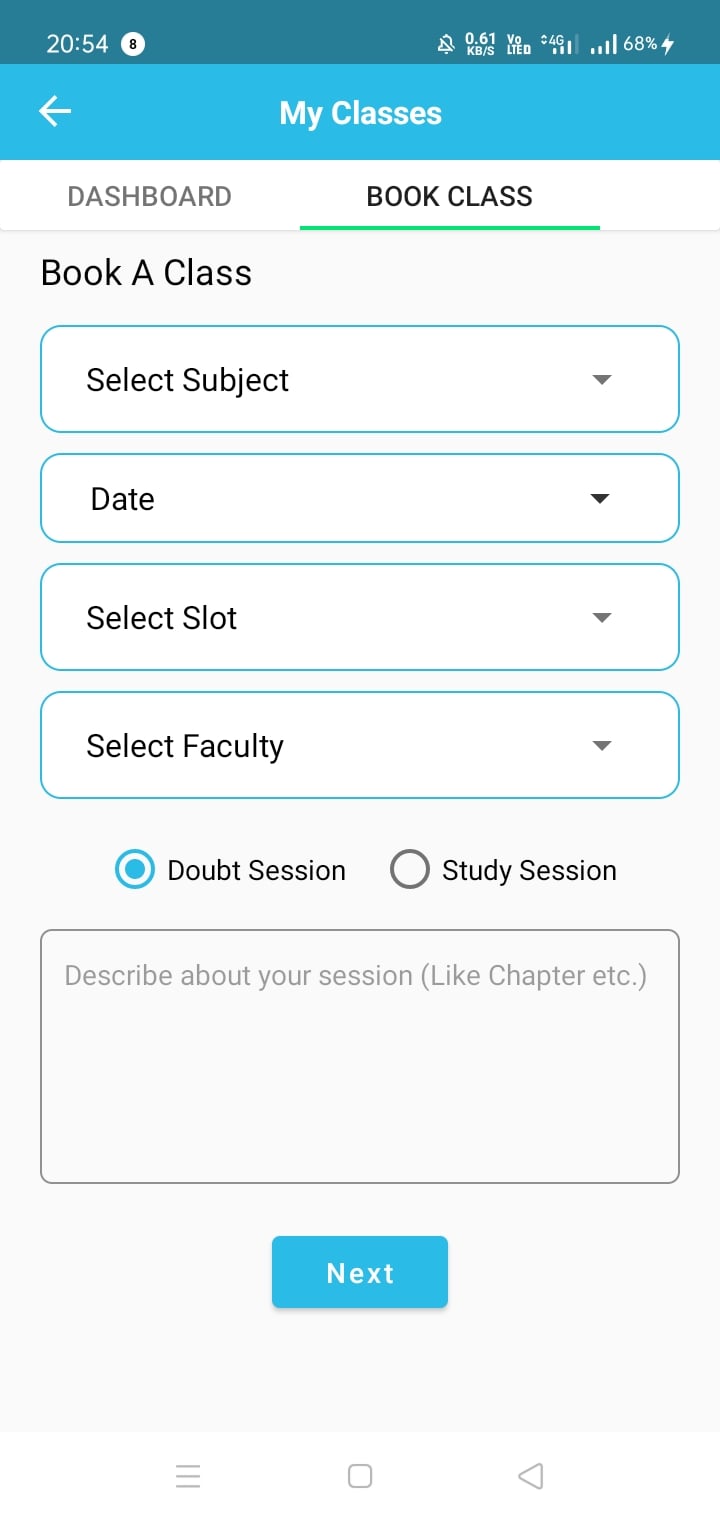 20:54 8 0.61 KB/S Vo LTED 4G 68%
My Classes
DASHBOARD BOOK CLASS
Book A Class
Select Subject
Date
Select Slot
Select Faculty
Doubt Session Study Session
Describe about your session (Like Chapter etc.)
Next